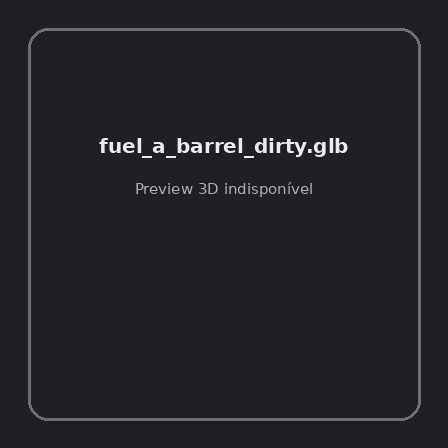 fuel_a_barrel_dirty.glb
Preview 3D indisponível